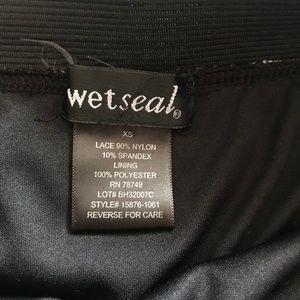 wetseal®
XS
LACE 90% NYLON
10% SPANDEX
LINING
100% POLYESTER
RN 78749
LOT# BH32007C
STYLE# 15876-1061
REVERSE FOR CARE